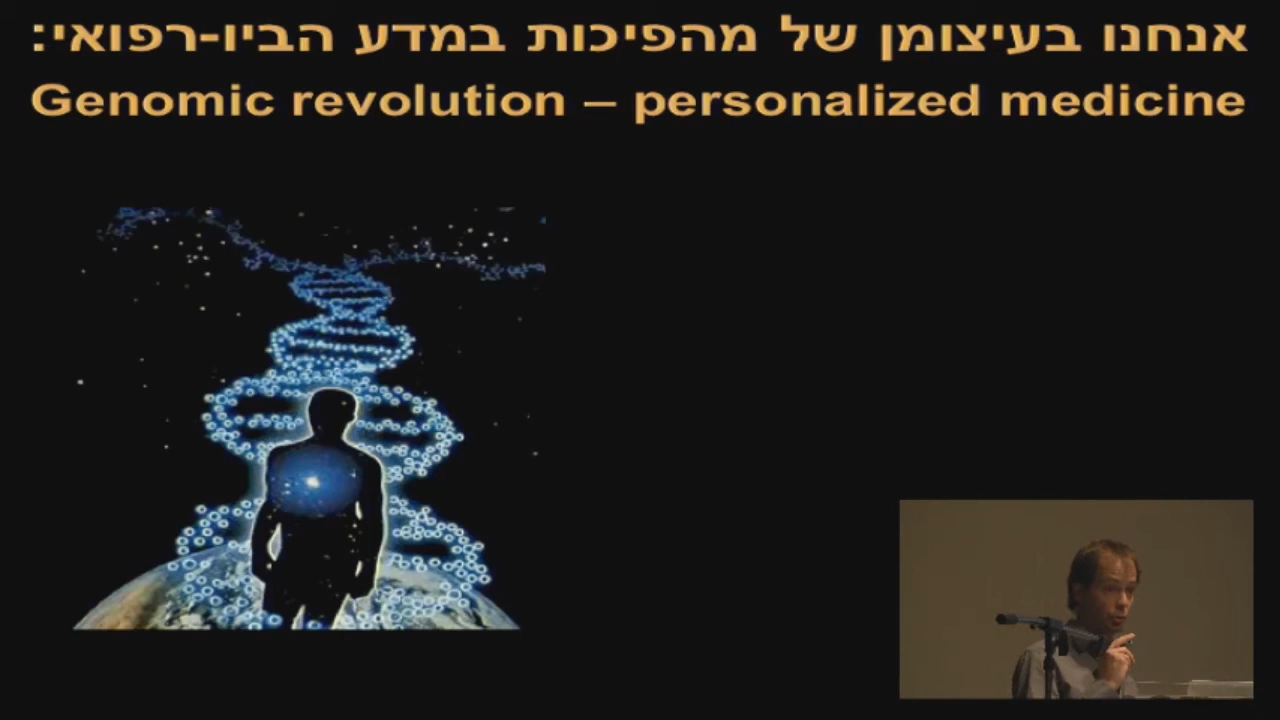 אנחנו בעיצומן של מהפיכות במדע הביו-רפואי:
Genomic revolution – personalized medicine